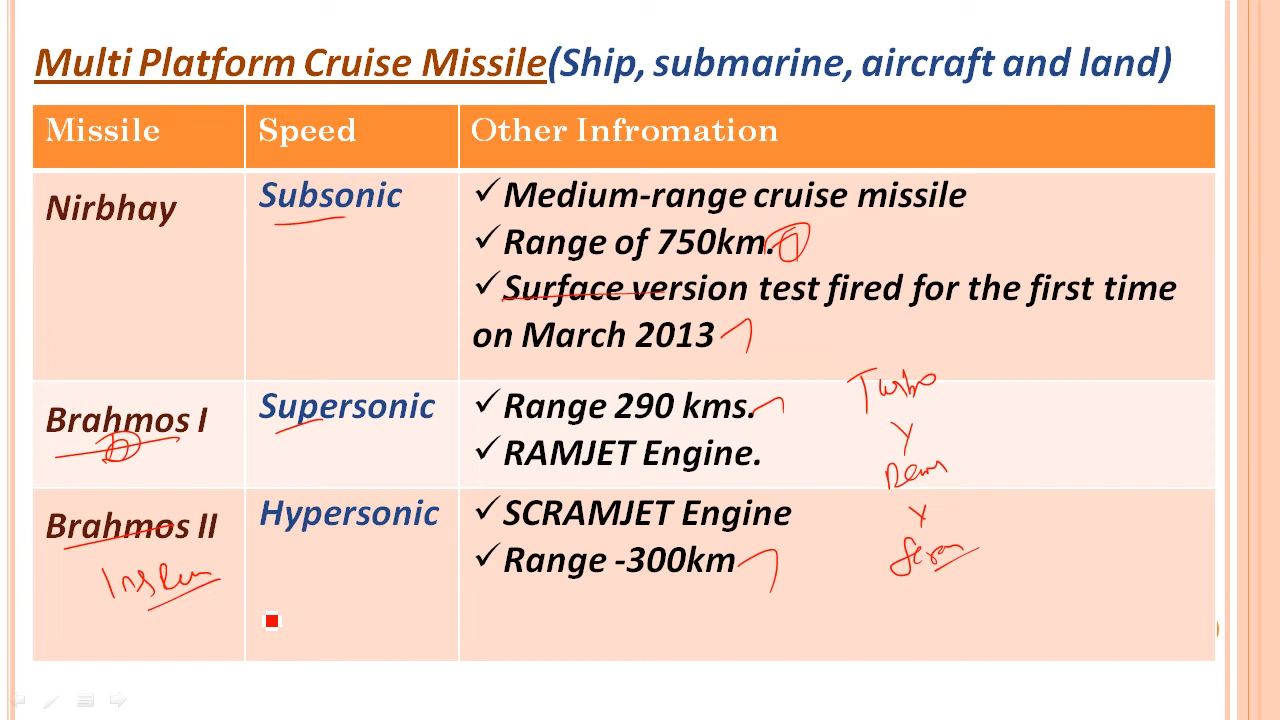 Multi Platform Cruise Missile(Ship, submarine, aircraft and land)
Missile
Speed
Other Infromation
Nirbhay
Subsonic
✓Medium-range cruise missile
✓Range of 750km.
✓Surface version test fired for the first time
on March 2013
Brahmos I
Supersonic
✓Range 290 kms.
✓RAMJET Engine.
Turbo
Brahmos II
Hypersonic
✓SCRAMJET Engine
✓Range -300km